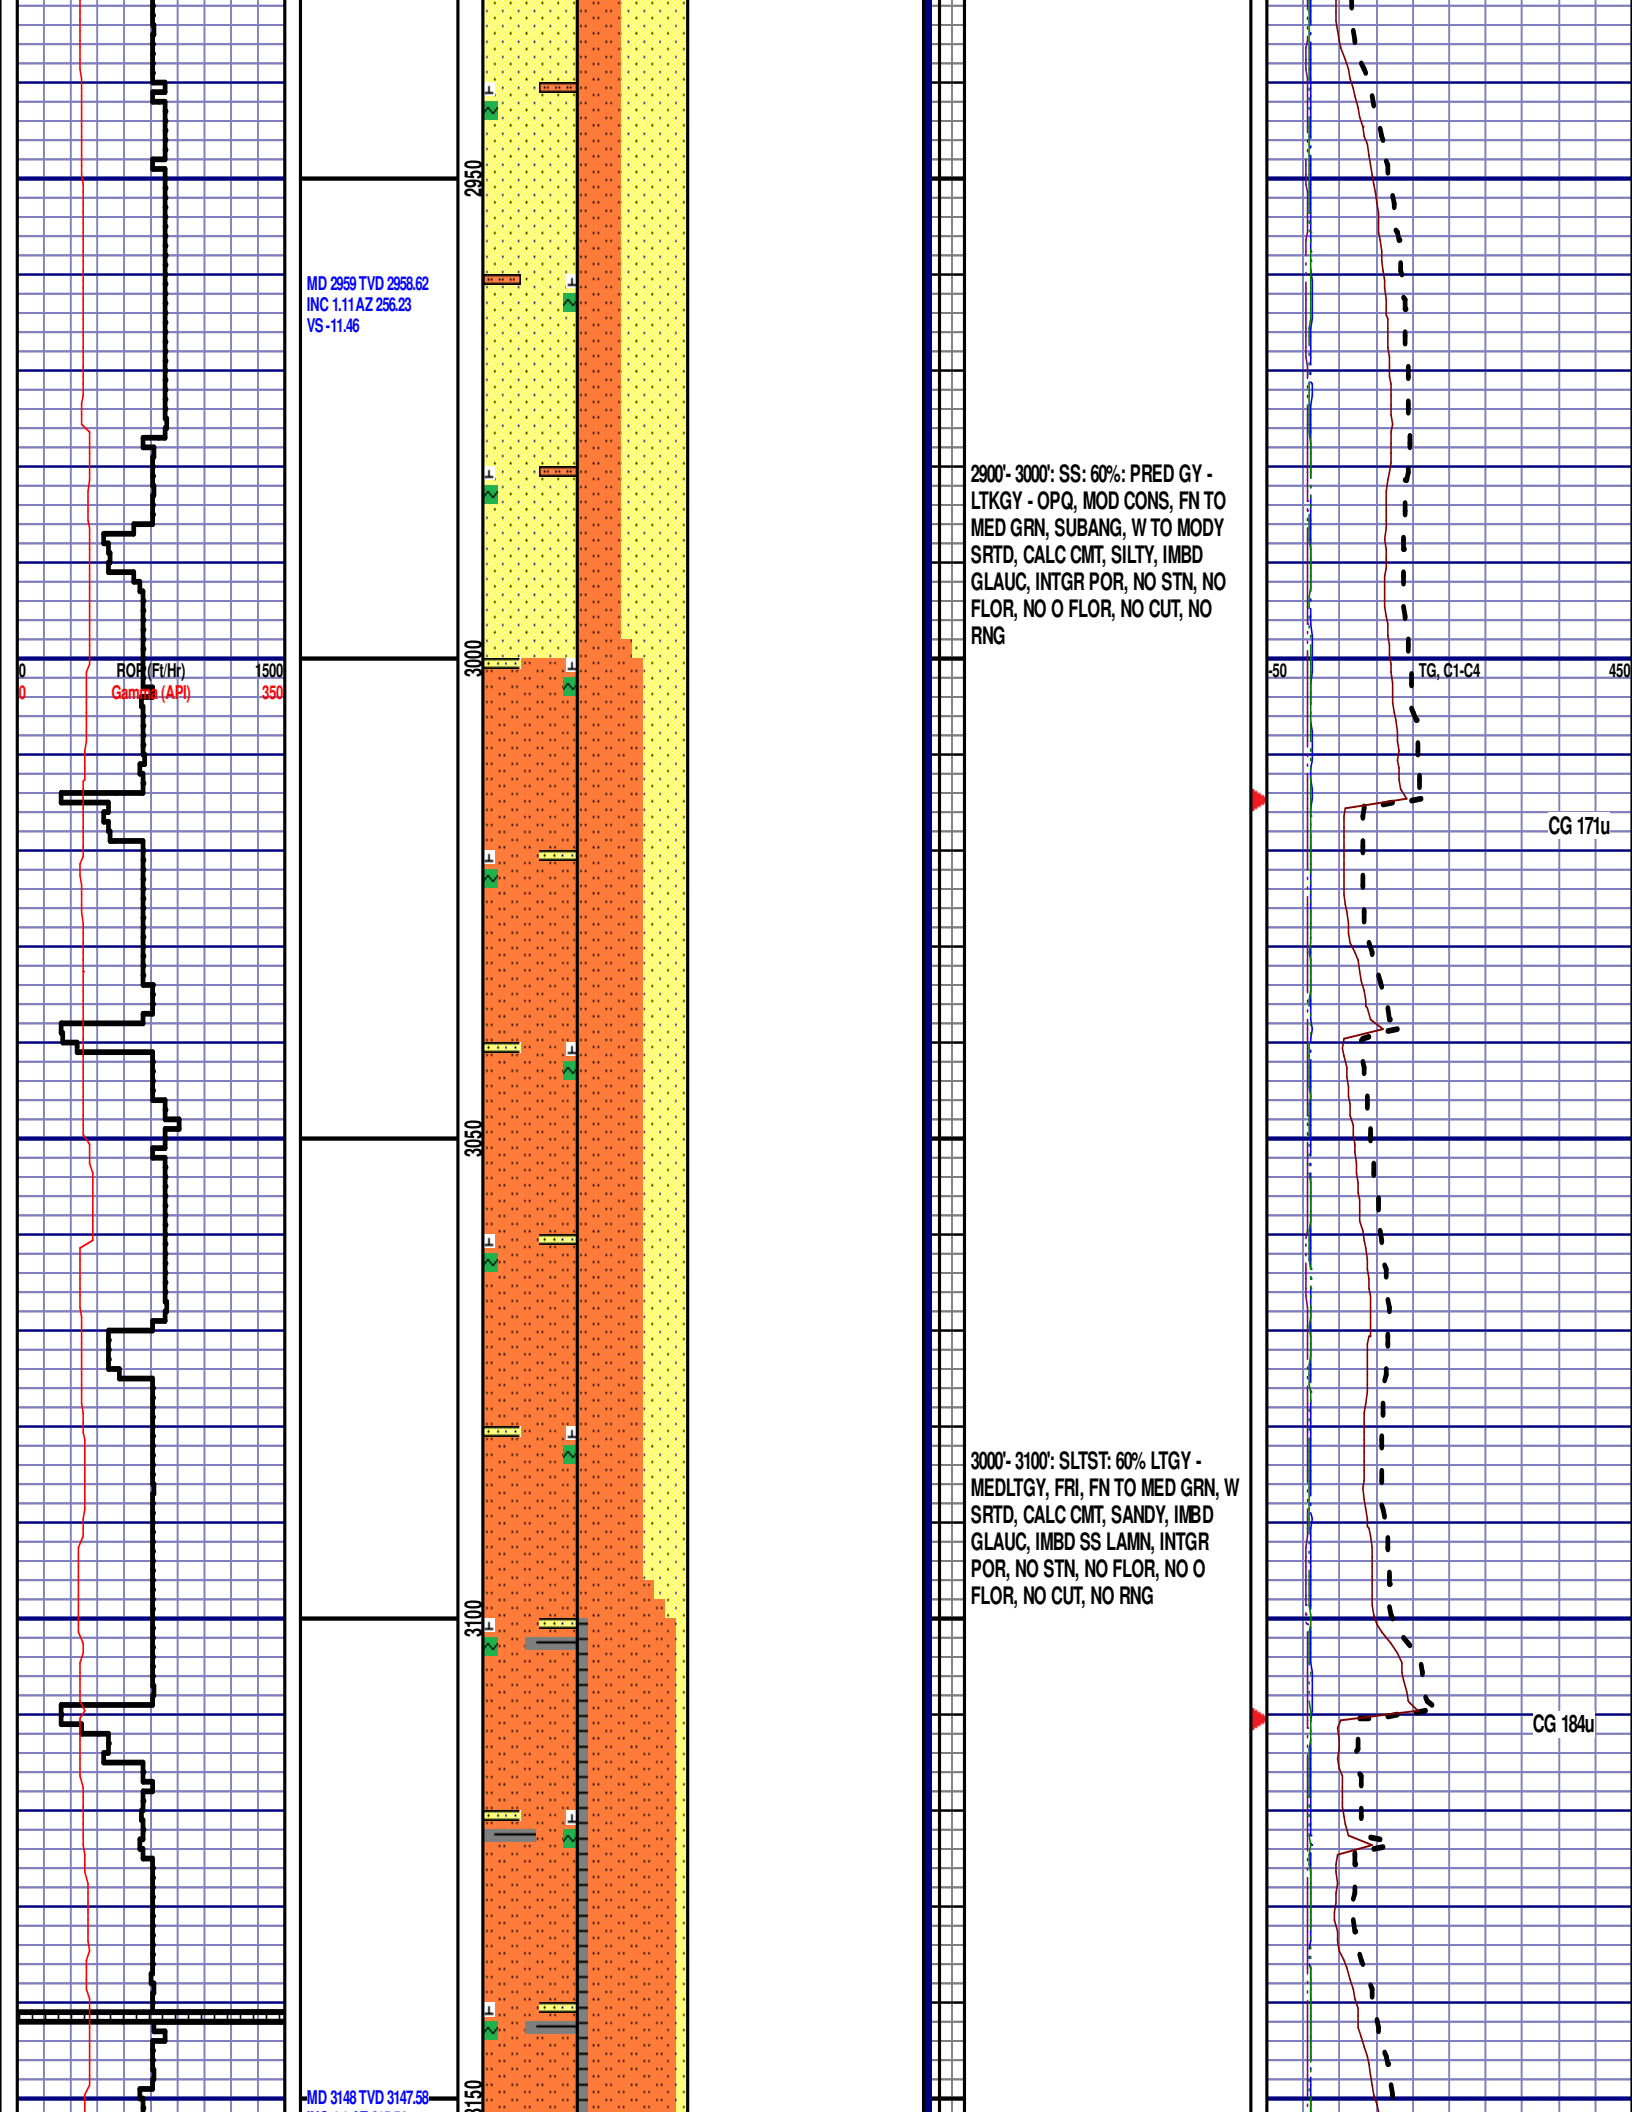 2950
MD 2959 TVD 2958.62
INC 1.11 AZ 256.23
VS -11.46
2900'- 3000': SS: 60%: PRED GY -
LTKGY - OPQ, MOD CONS, FN TO
MED GRN, SUBANG, W TO MODY
SRTD, CALC CMT, SILTY, IMBD
GLAUC, INTGR POR, NO STN, NO
FLOR, NO O FLOR, NO CUT, NO
RNG
3000
0 ROP (Ft/Hr) 1500
0 Gamma (API) 350
-50 TG, C1-C4 450
CG 171u
3050
3000'- 3100': SLTST: 60% LTGY -
MEDLTGY, FRI, FN TO MED GRN, W
SRTD, CALC CMT, SANDY, IMBD
GLAUC, IMBD SS LAMN, INTGR
POR, NO STN, NO FLOR, NO O
FLOR, NO CUT, NO RNG
3100
CG 184u
3150
MD 3148 TVD 3147.58